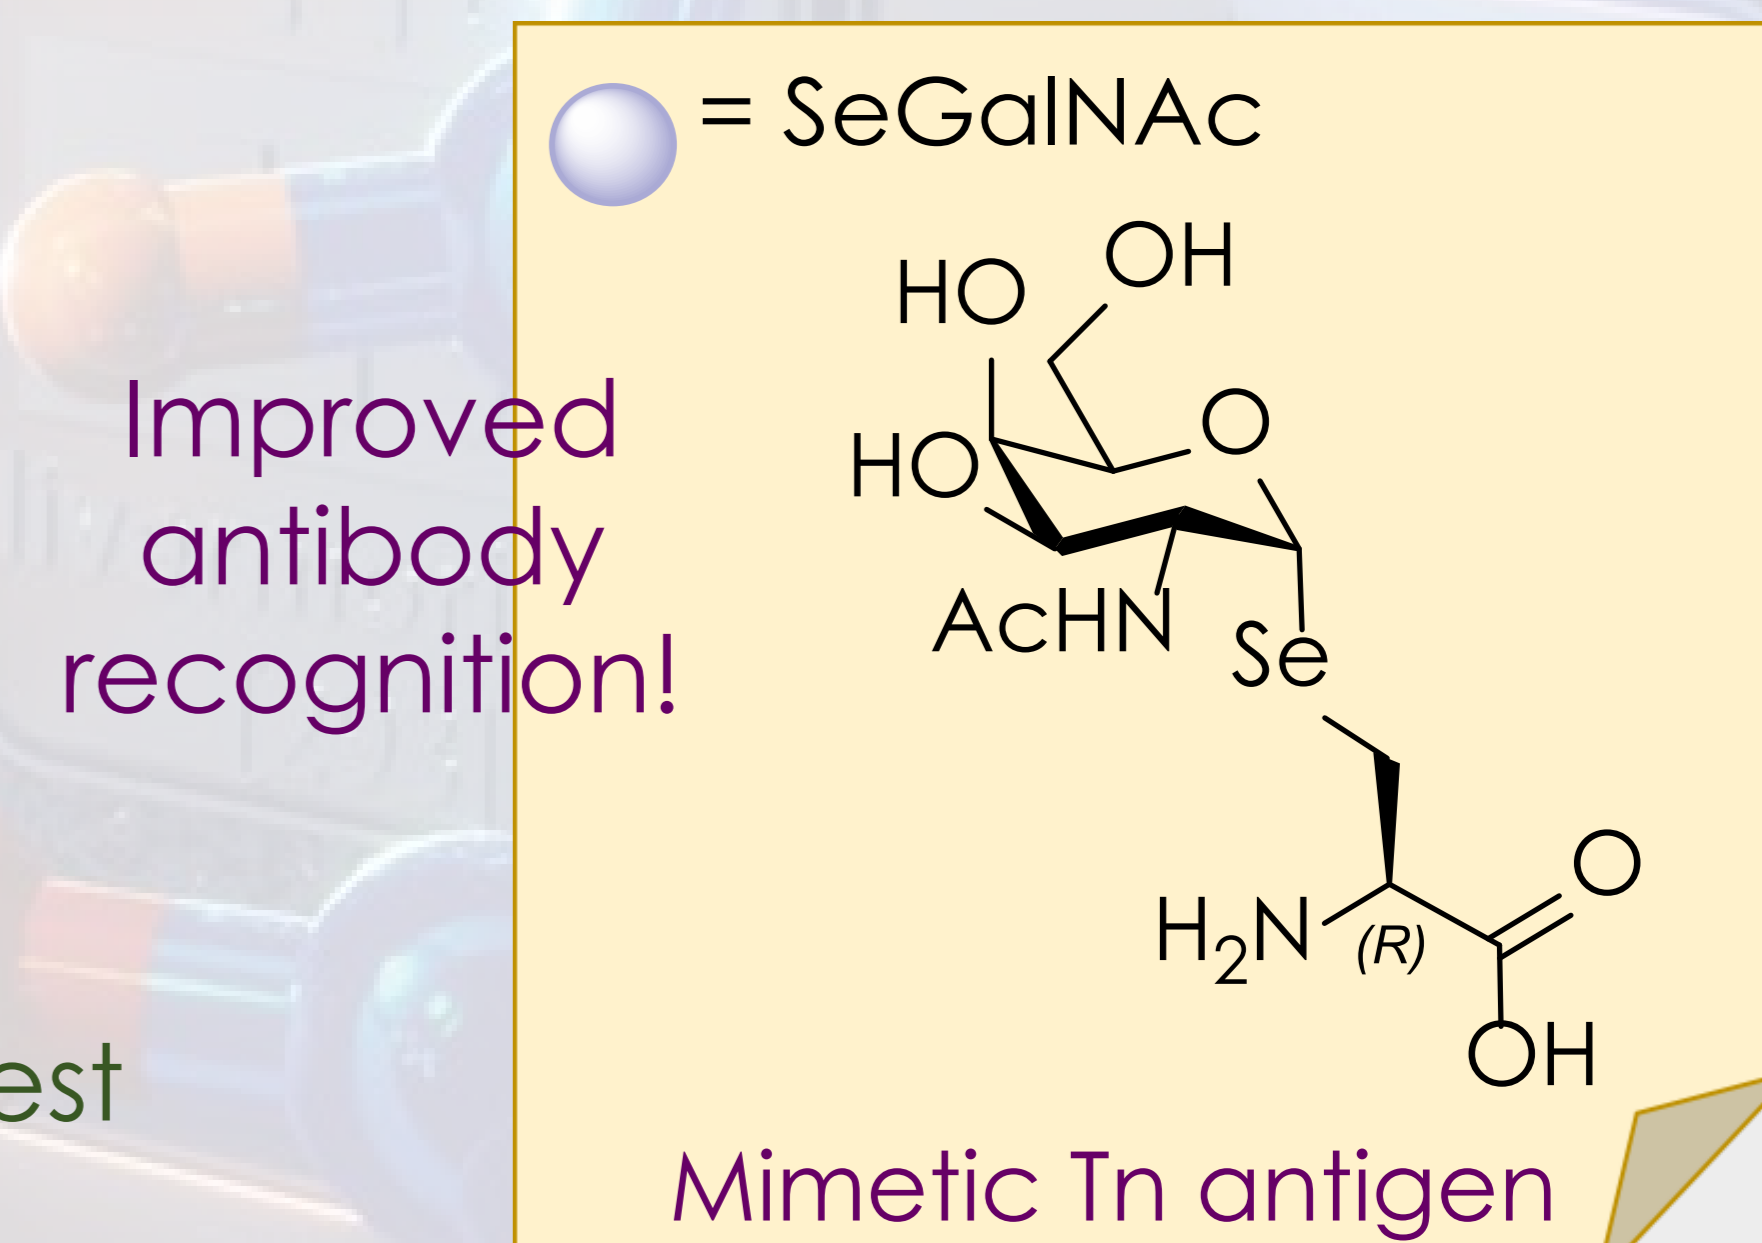 = SeGalNAc
OH
HO
O
HO
AcHN
Se
Improved
antibody
recognition!
O
H₂N
(R)
OH
est
Mimetic Tn antigen